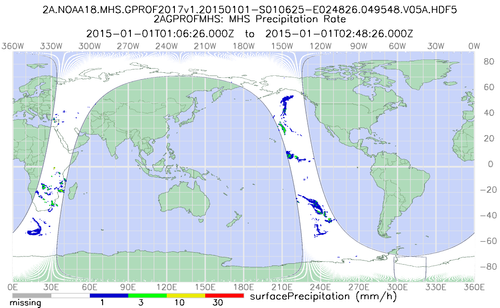 2A.NOAA18.MHS.GPROF2017v1.20150101-S010625-E024826.049548.V05A.HDF5
2AGPROFMHS: MHS Precipitation Rate
2015-01-01T01:06:26.000Z to 2015-01-01T02:48:26.000Z
360W 330W 300W 270W 240W 210W 180W 150W 120W 90W 60W 30W 0W
80
60
40
20
0
-20
-40
-60
-80
0E 30E 60E 90E 120E 150E 180E 210E 240E 270E 300E 330E 360E
missing 1 3 10 30 surfacePrecipitation (mm/h)